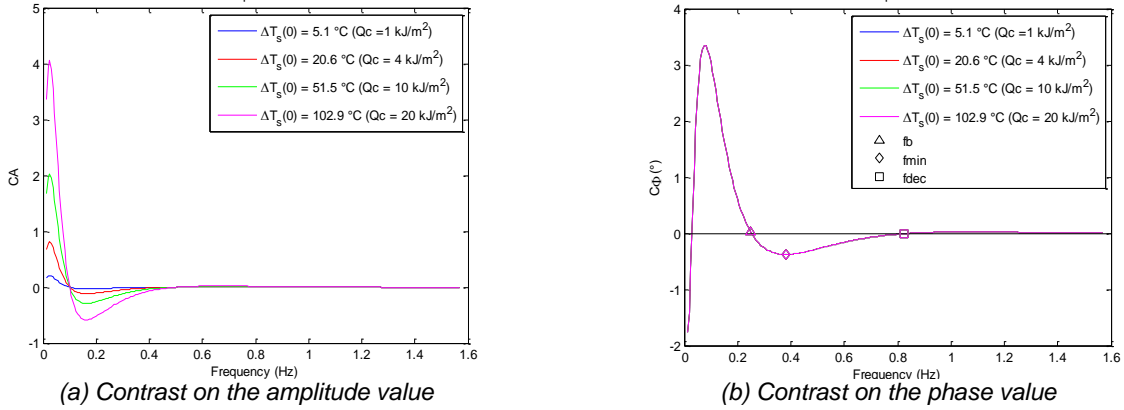 5
4
3
2
1
0
-1
CA
0
0.2
0.4
0.6
0.8
1
1.2
1.4
1.6
Frequency (Hz)
ΔTs(0) = 5.1 °C (Qc =1 kJ/m²)
ΔTs(0) = 20.6 °C (Qc = 4 kJ/m²)
ΔTs(0) = 51.5 °C (Qc = 10 kJ/m²)
ΔTs(0) = 102.9 °C (Qc = 20 kJ/m²)
(a) Contrast on the amplitude value
4
3
2
1
0
-1
-2
CΦ (°)
0
0.2
0.4
0.6
0.8
1
1.2
1.4
1.6
Frequency (Hz)
ΔTs(0) = 5.1 °C (Qc =1 kJ/m²)
ΔTs(0) = 20.6 °C (Qc = 4 kJ/m²)
ΔTs(0) = 51.5 °C (Qc = 10 kJ/m²)
ΔTs(0) = 102.9 °C (Qc = 20 kJ/m²)
fb
fmin
fdec
(b) Contrast on the phase value